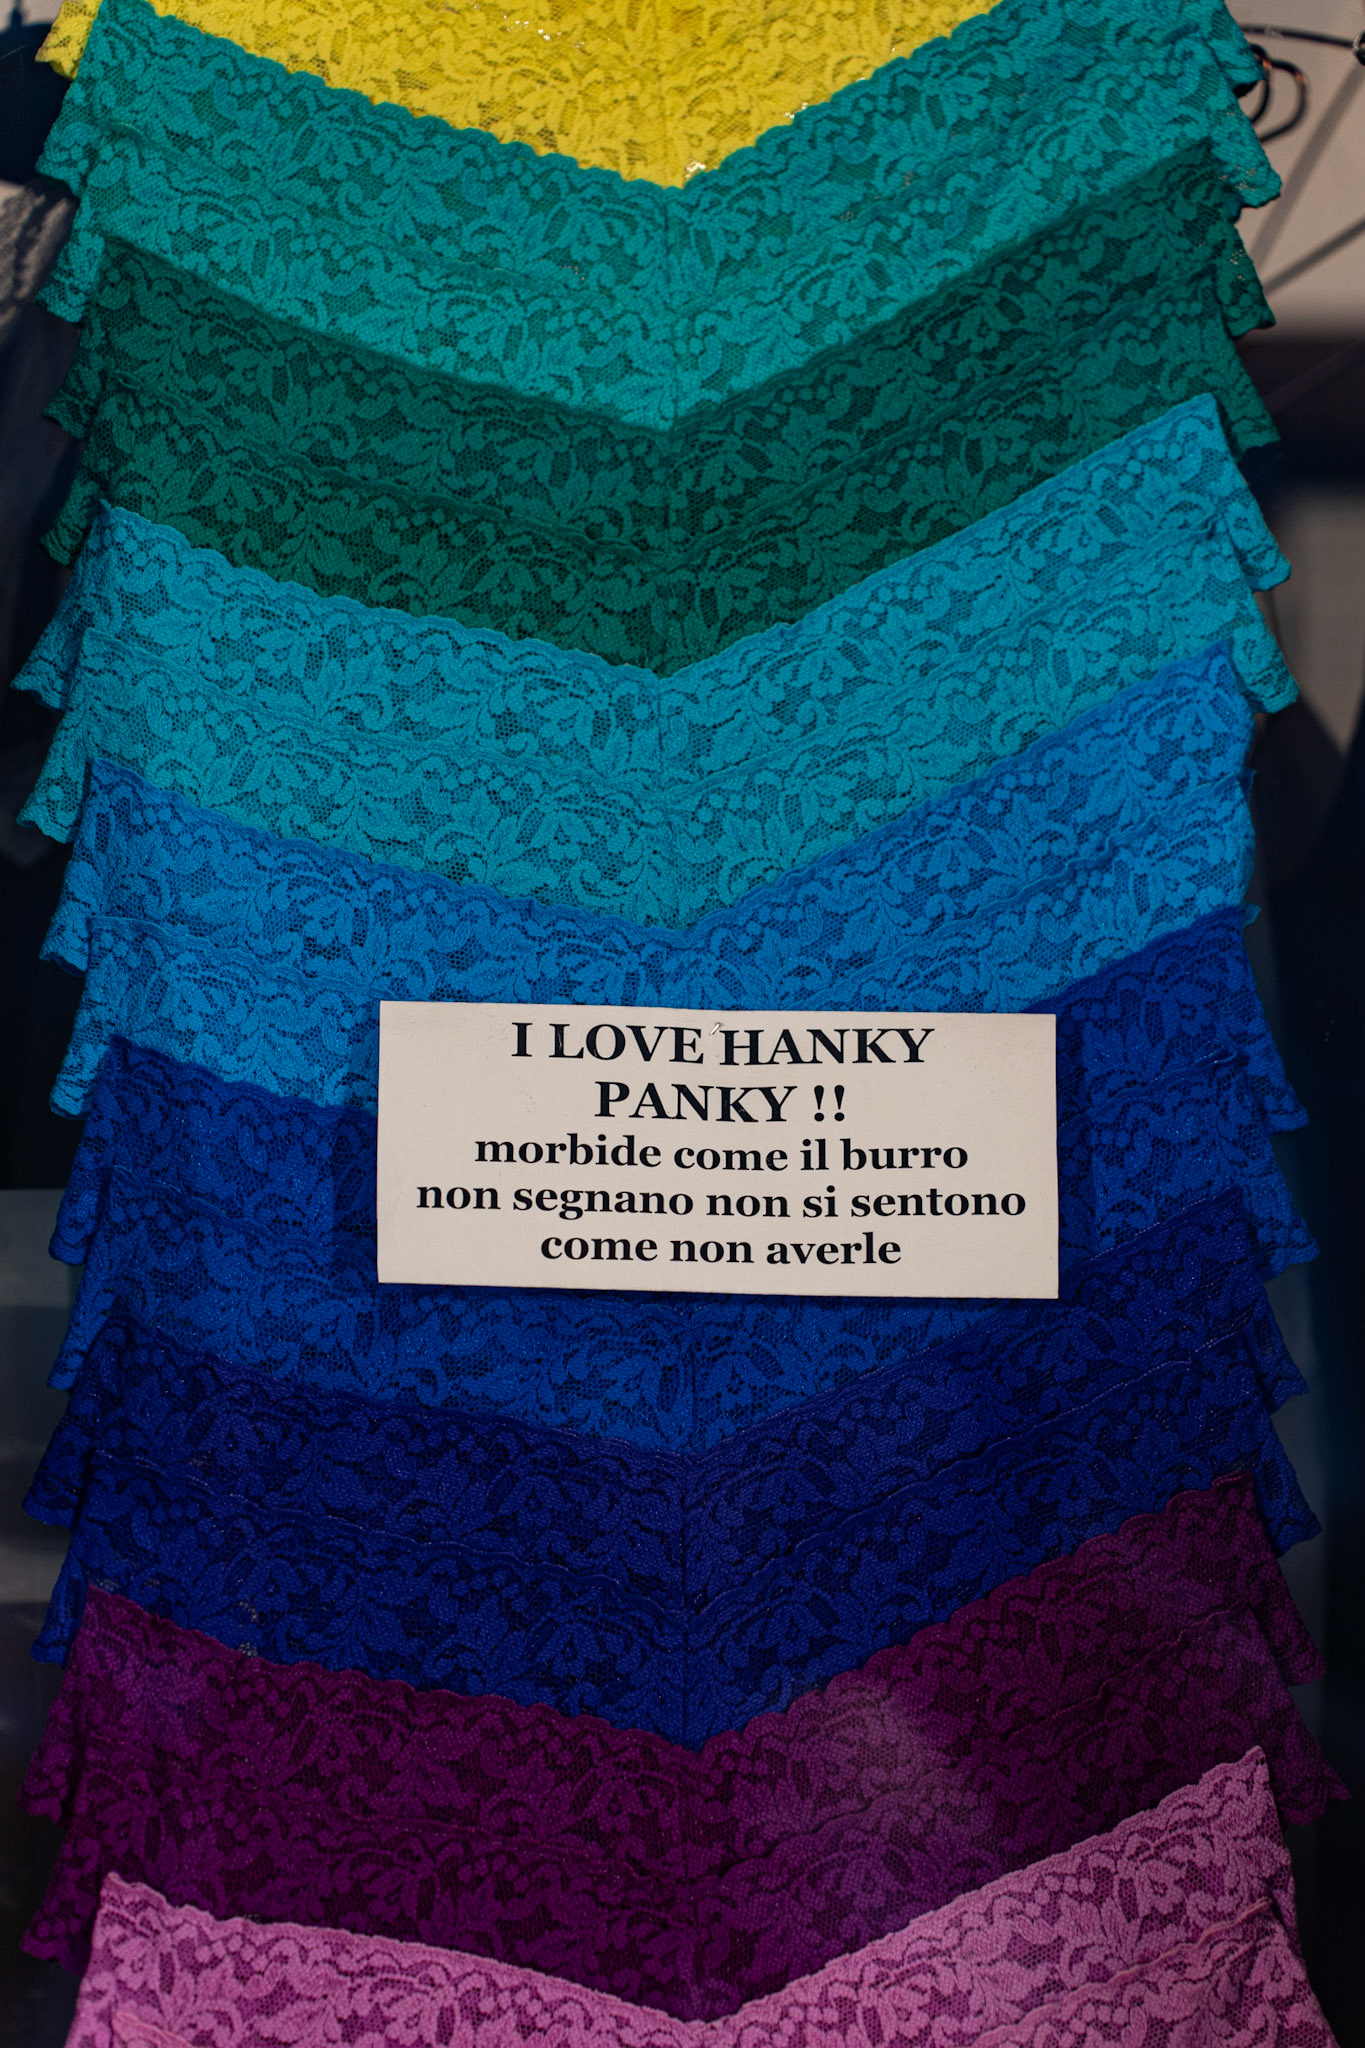 I LOVE HANKY
PANKY !!
morbide come il burro
non segnano non si sentono
come non averle